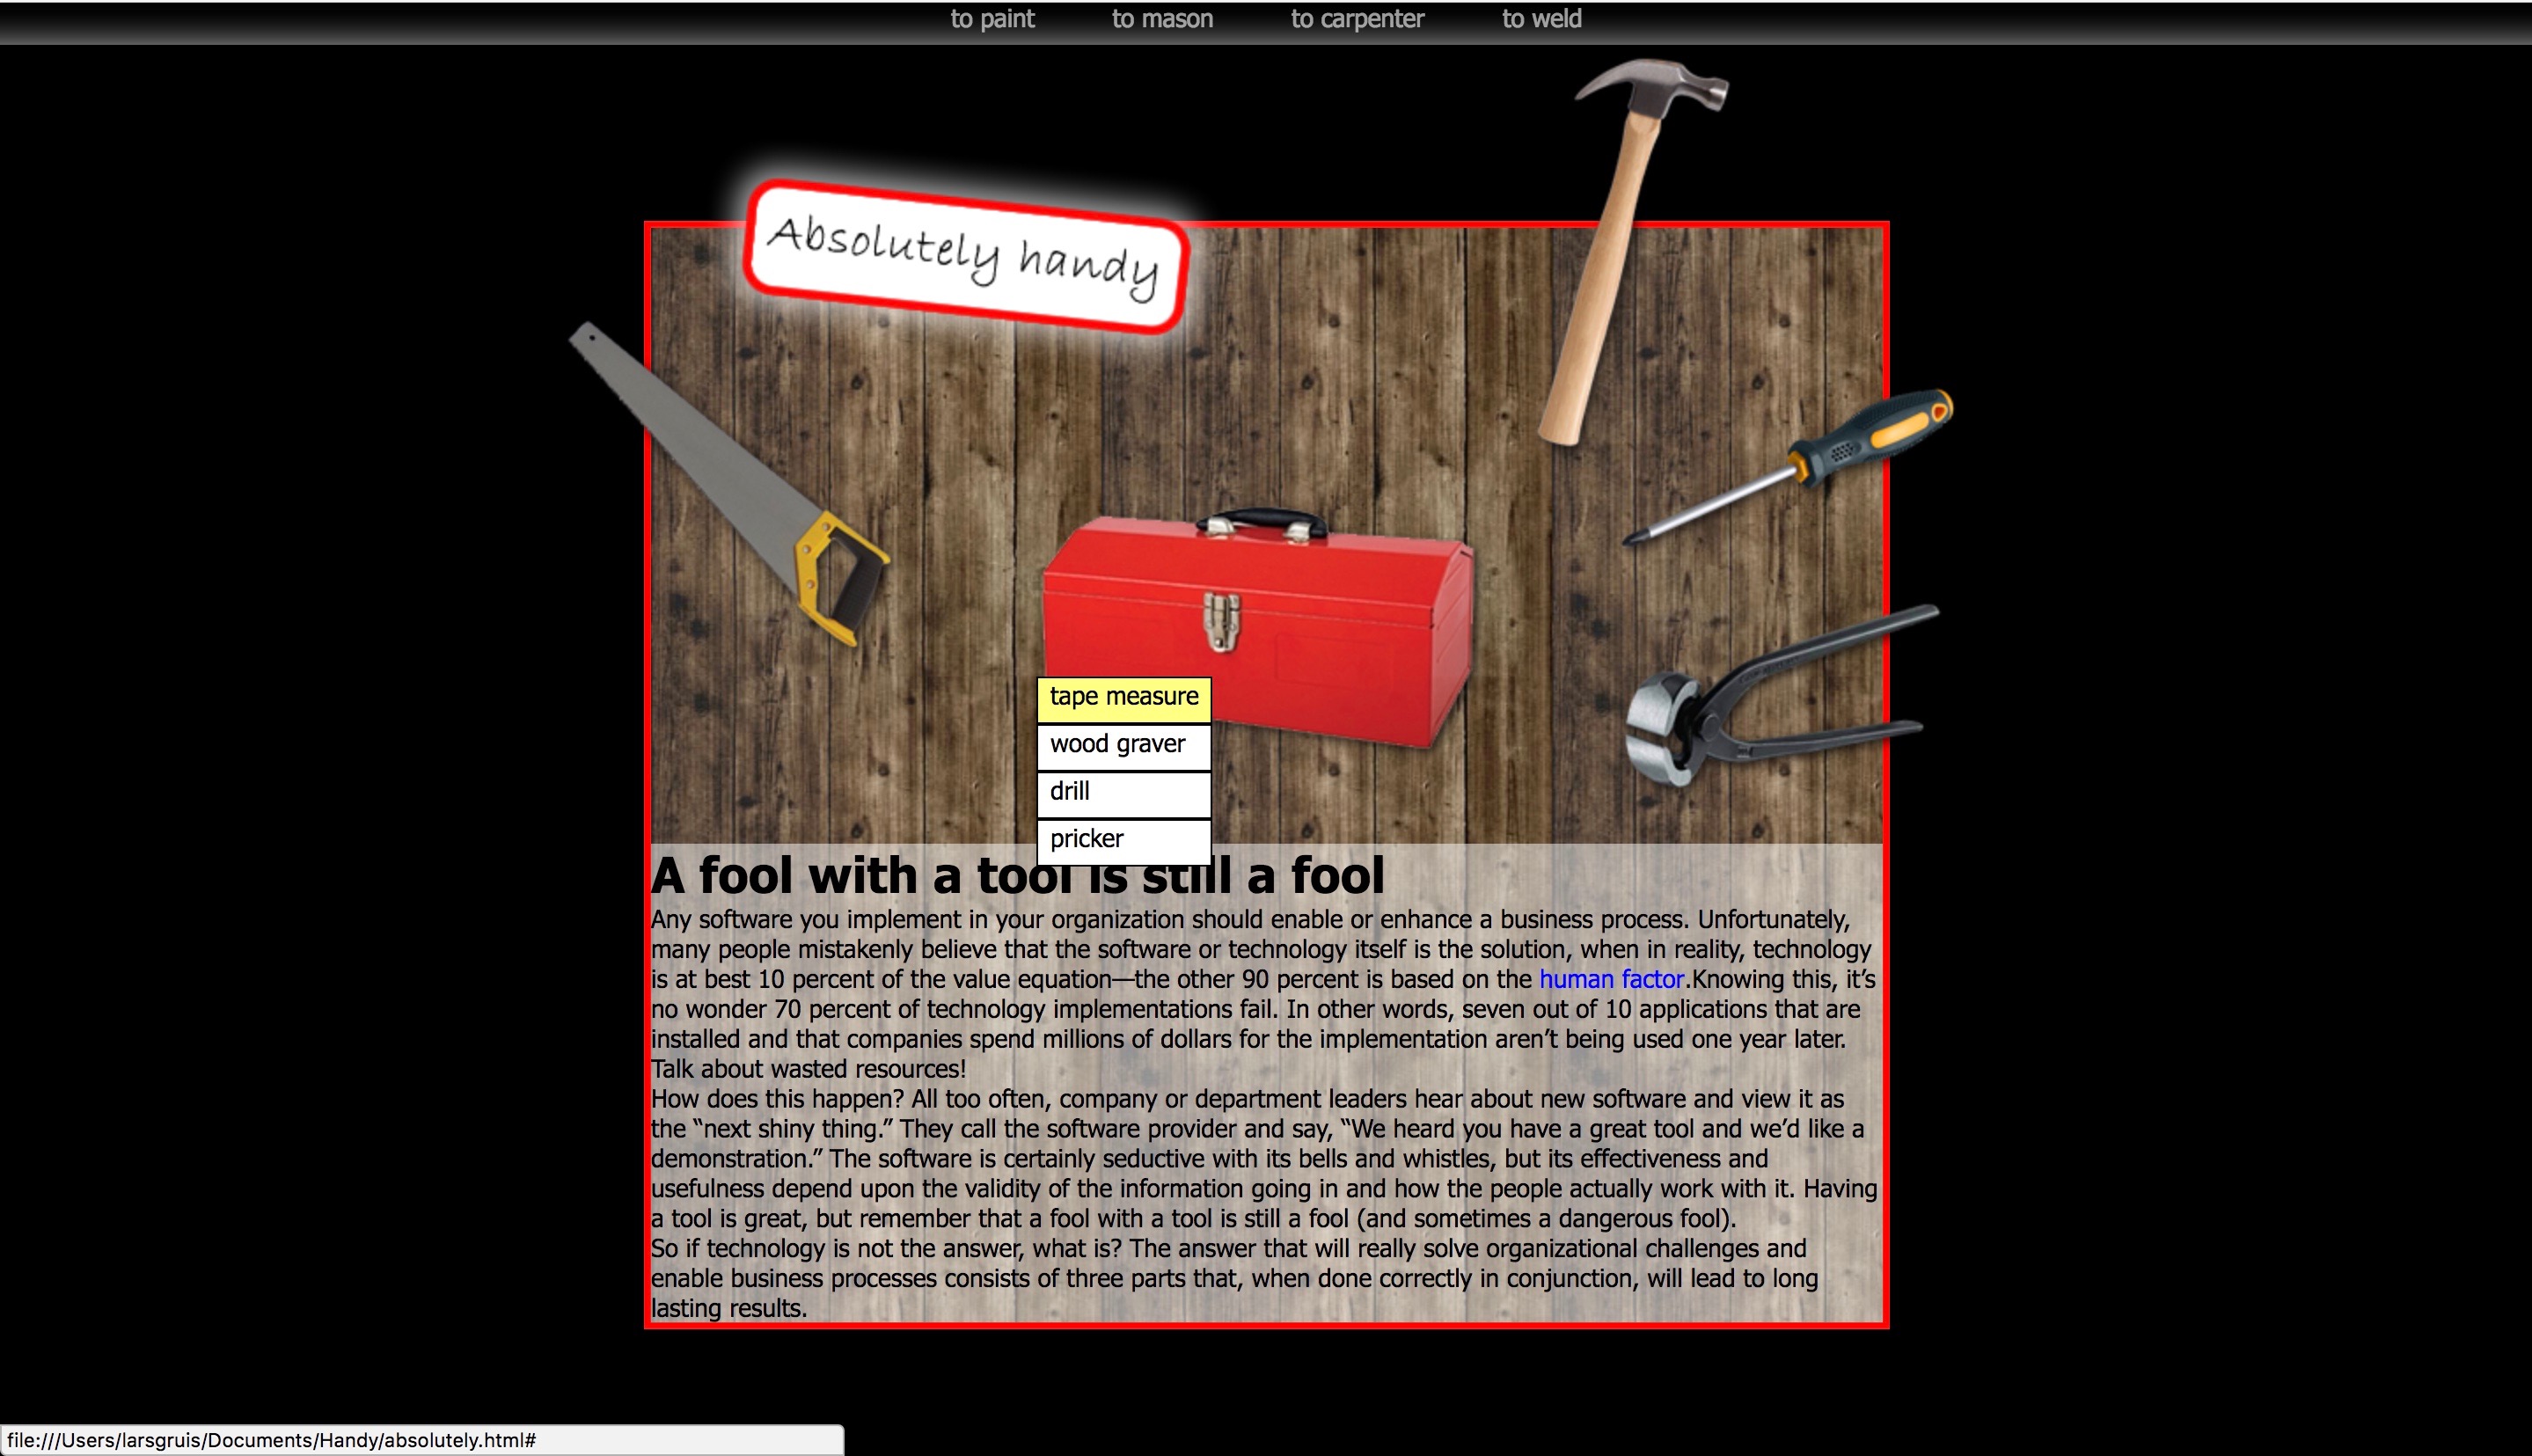 to paint to mason to carpenter to weld
Absolutely handy
tape measure
wood graver
drill
pricker
A fool with a tool is still a fool
Any software you implement in your organization should enable or enhance a business process. Unfortunately,
many people mistakenly believe that the software or technology itself is the solution, when in reality, technology
is at best 10 percent of the value equation—the other 90 percent is based on the human factor.Knowing this, it’s
no wonder 70 percent of technology implementations fail. In other words, seven out of 10 applications that are
installed and that companies spend millions of dollars for the implementation aren’t being used one year later.
Talk about wasted resources!
How does this happen? All too often, company or department leaders hear about new software and view it as
the “next shiny thing.” They call the software provider and say, “We heard you have a great tool and we’d like a
demonstration.” The software is certainly seductive with its bells and whistles, but its effectiveness and
usefulness depend upon the validity of the information going in and how the people actually work with it. Having
a tool is great, but remember that a fool with a tool is still a fool (and sometimes a dangerous fool).
So if technology is not the answer, what is? The answer that will really solve organizational challenges and
enable business processes consists of three parts that, when done correctly in conjunction, will lead to long
lasting results.
file:///Users/larsgruis/Documents/Handy/absolutely.html#